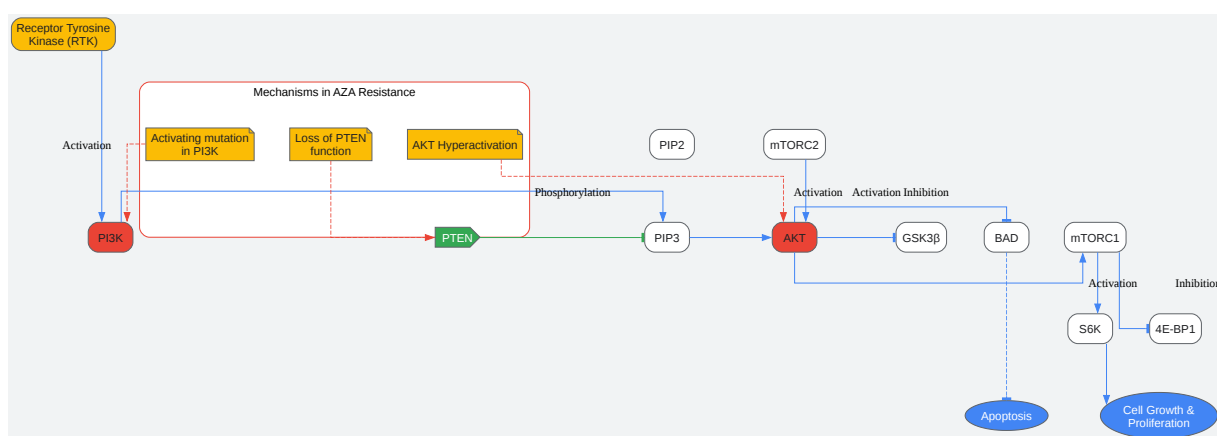 Receptor Tyrosine
Kinase (RTK)
Mechanisms in AZA Resistance
Activating mutation
in PI3K
Loss of PTEN
function
AKT Hyperactivation
PIP2
mTORC2
Activation
Phosphorylation
Activation
Activation
Inhibition
PI3K
PTEN
PIP3
AKT
GSK3β
BAD
mTORC1
Activation
Inhibition
S6K
4E-BP1
Apoptosis
Cell Growth &
Proliferation